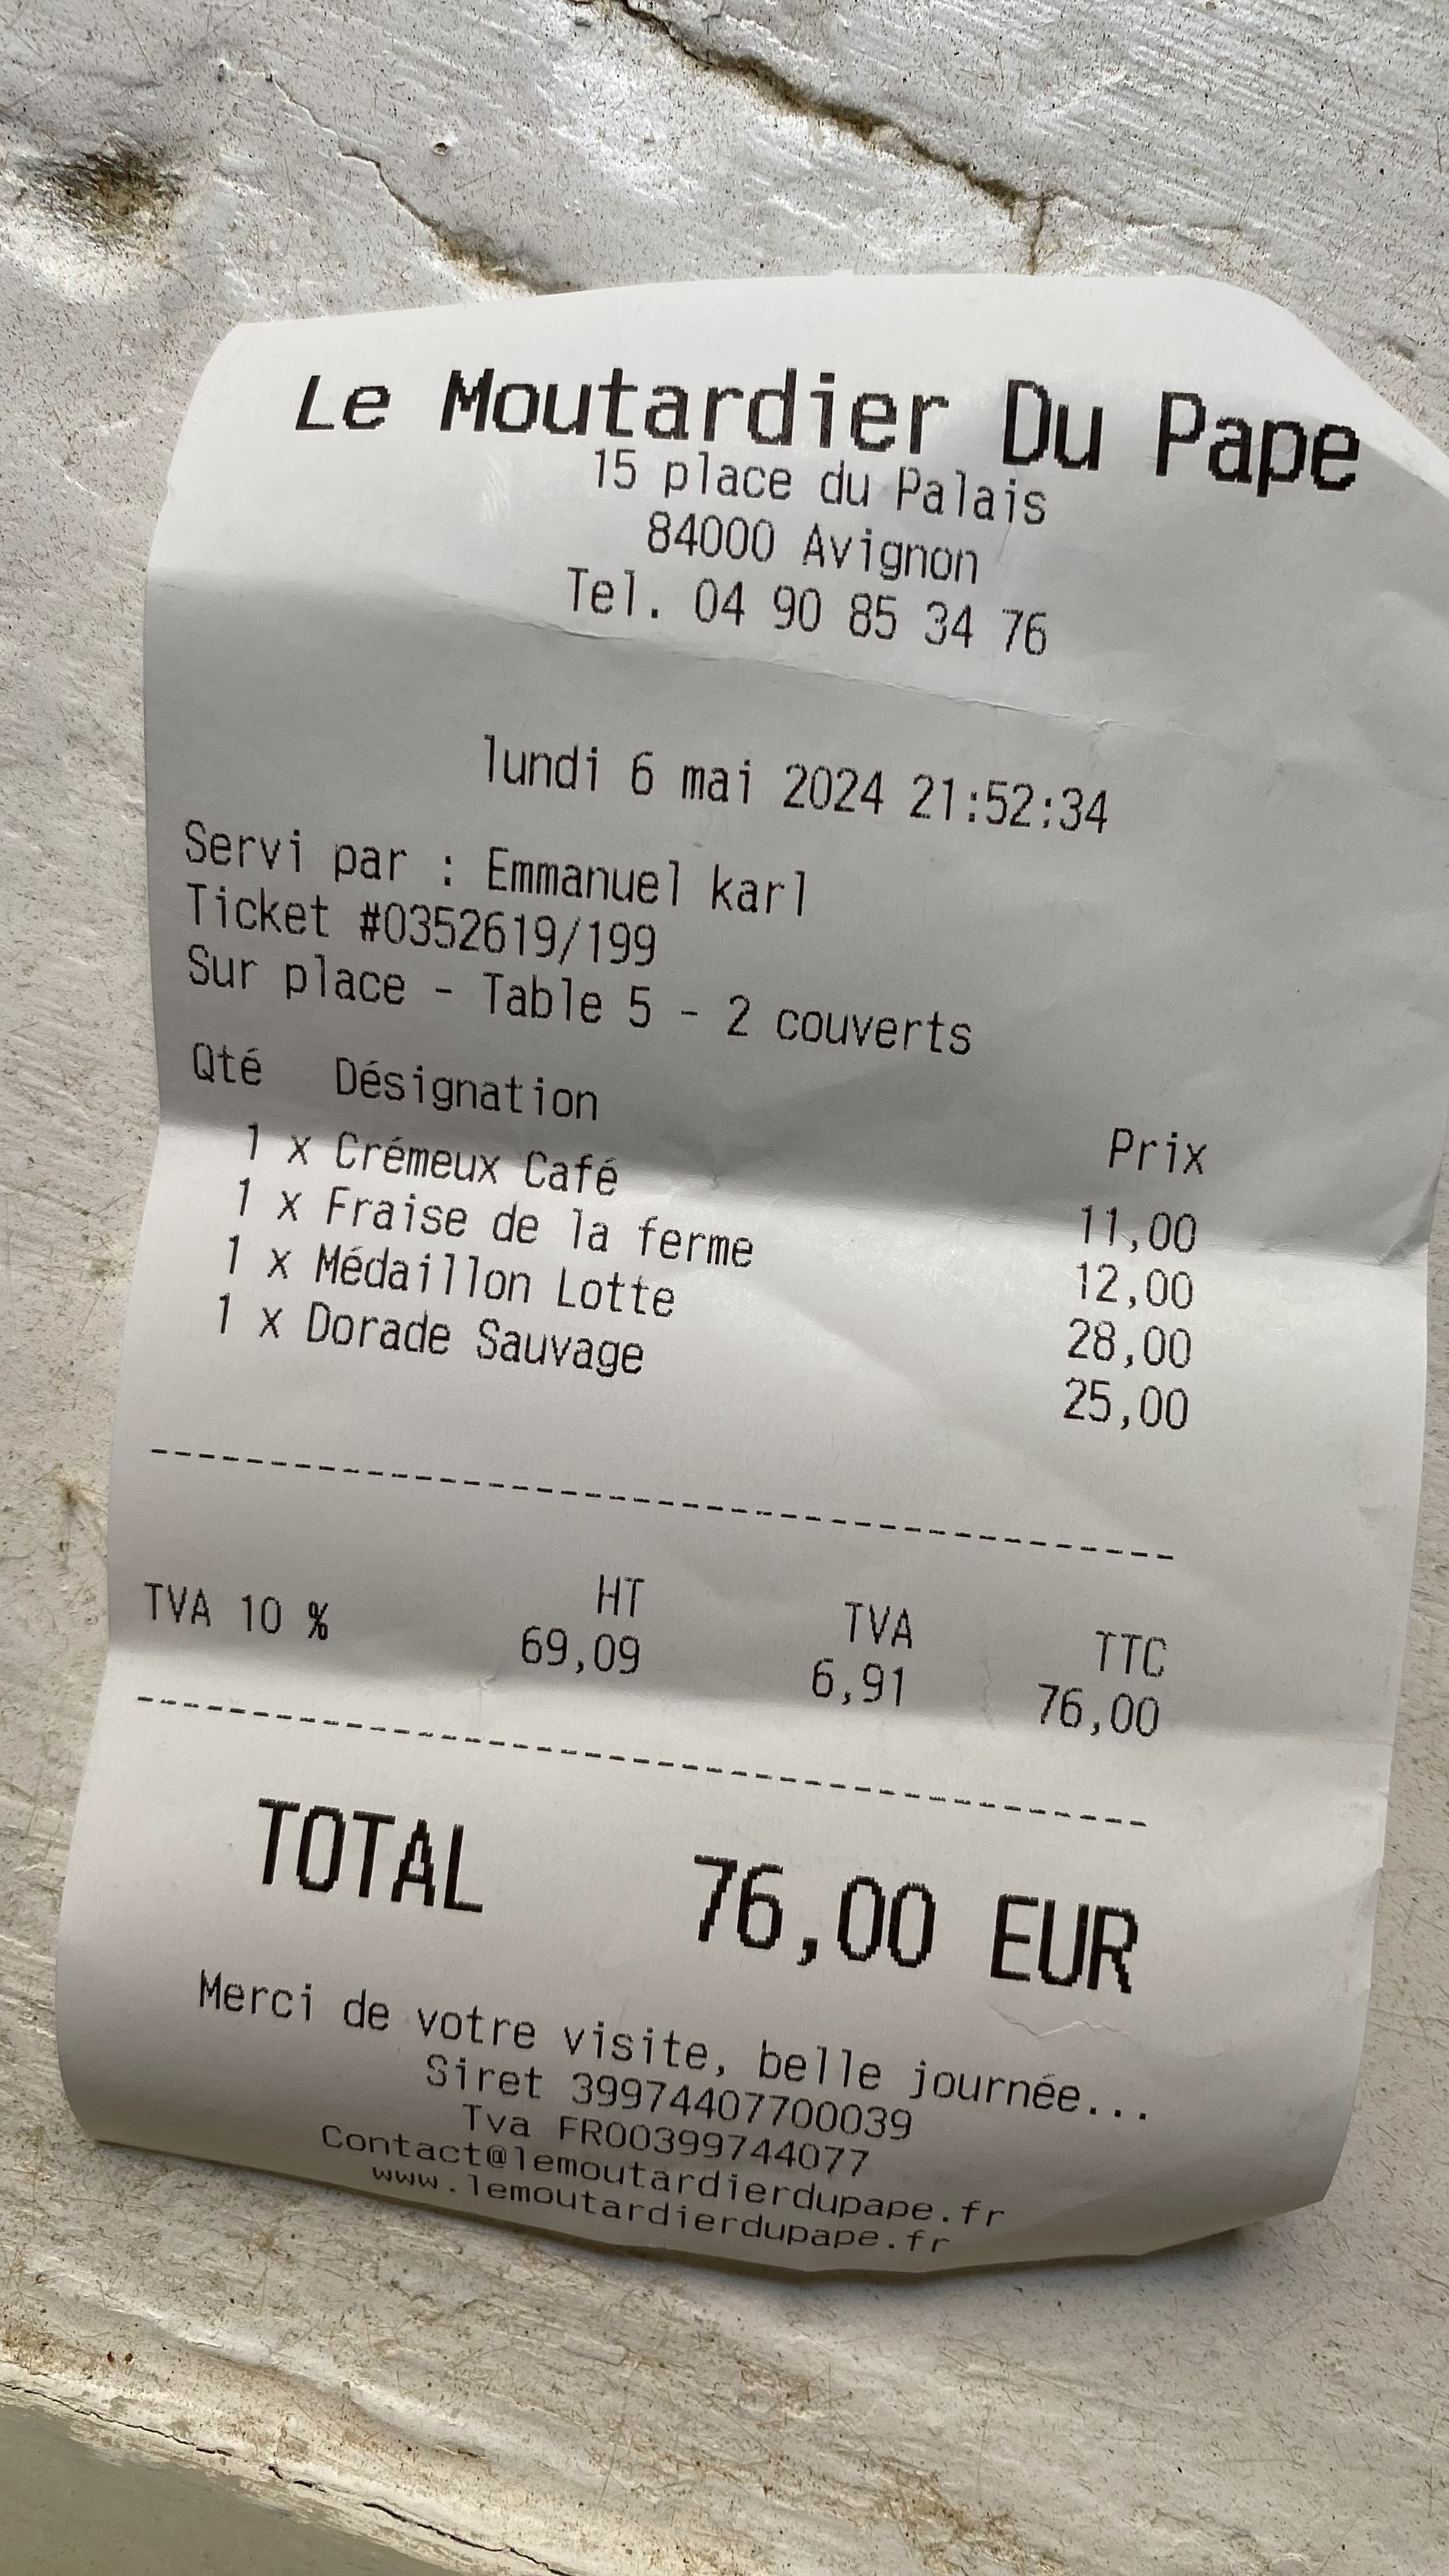 Le Moutardier Du Pape
15 place du Palais
84000 Avignon
Tel. 04 90 85 34 76
lundi 6 mai 2024 21:52:34
Servi par : Emmanuel karl
Ticket #0352619/199
Sur place - Table 5 - 2 couverts
Qté Désignation Prix
1 x Crémeux Café 11,00
1 x Fraise de la ferme 12,00
1 x Médaillon Lotte 28,00
1 x Dorade Sauvage 25,00
HT TVA TTC
TVA 10 % 69,09 6,91 76,00
TOTAL 76,00 EUR
Merci de votre visite, belle journée...
Siret 39974407700039
Tva FR00399744077
Contact@lemoutardierdupape.fr
www.lemoutardierdupape.fr